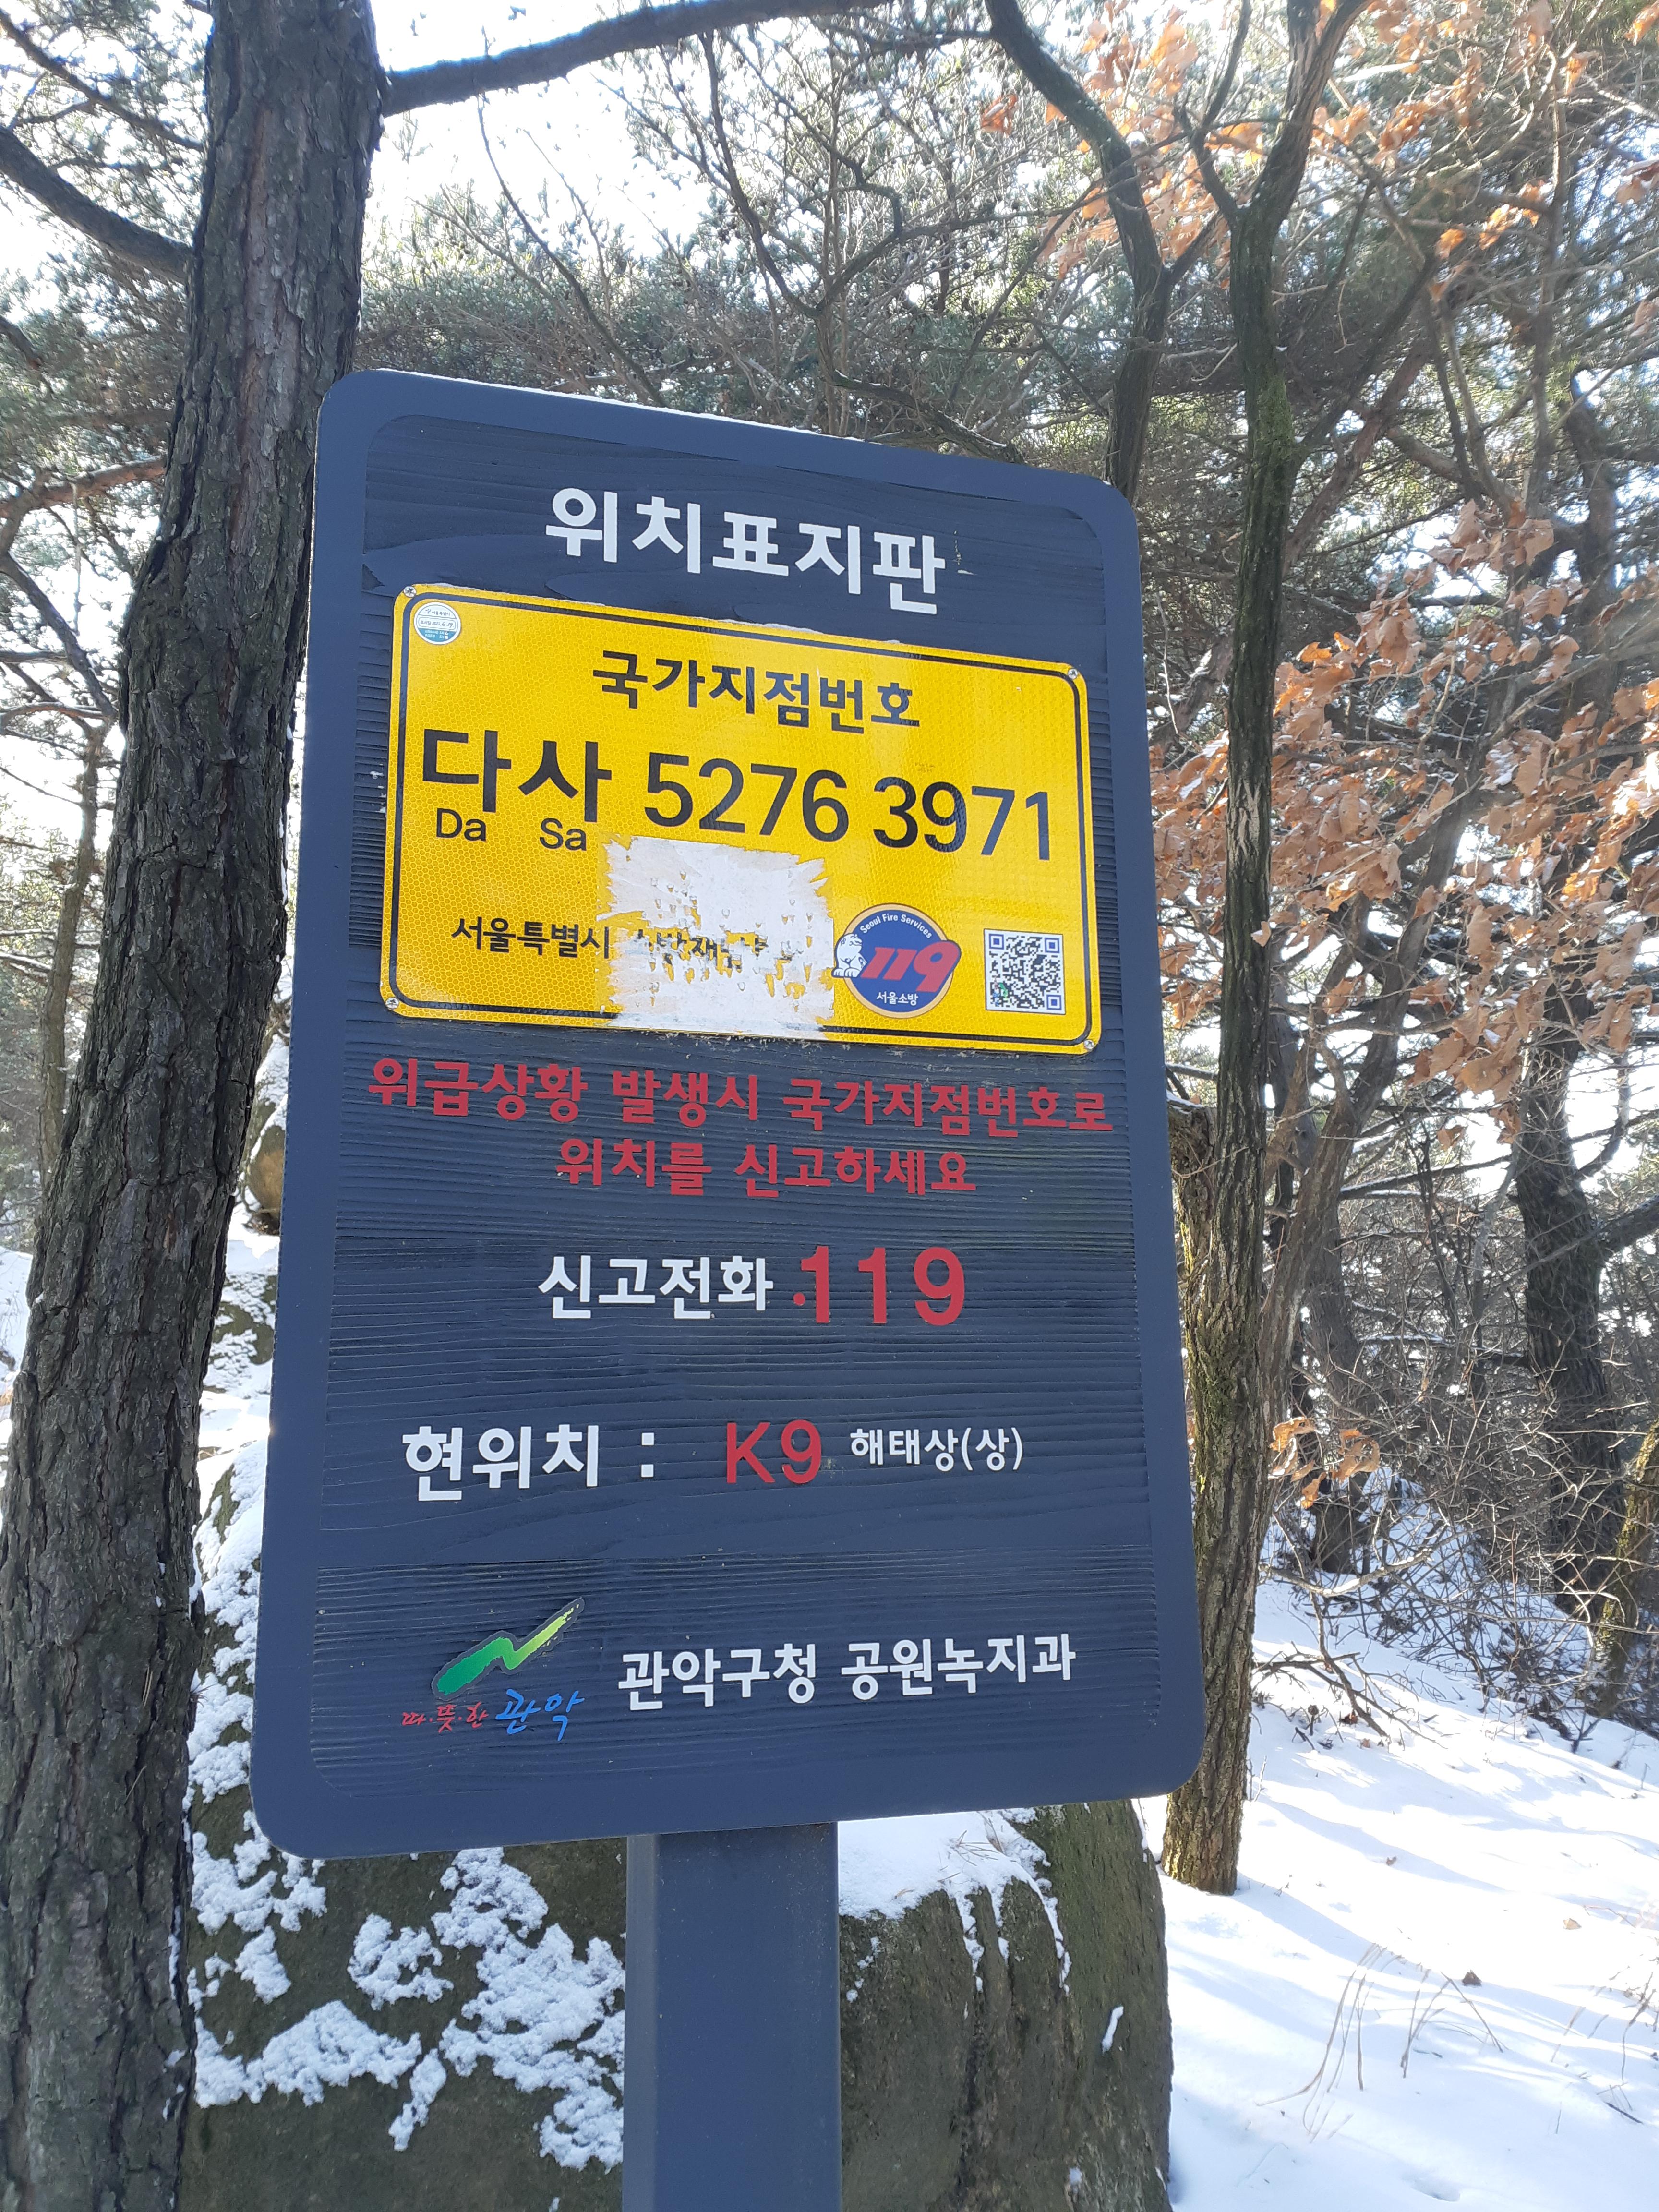 위치표지판
국가지점번호
다사 5276 3971
Da Sa
서울특별시
Seoul Fire Services
119
서울소방
위급상황 발생시 국가지점번호로
위치를 신고하세요
신고전화 119
현위치 : K9 해태상(상)
따·뜻·한 관악
관악구청 공원녹지과